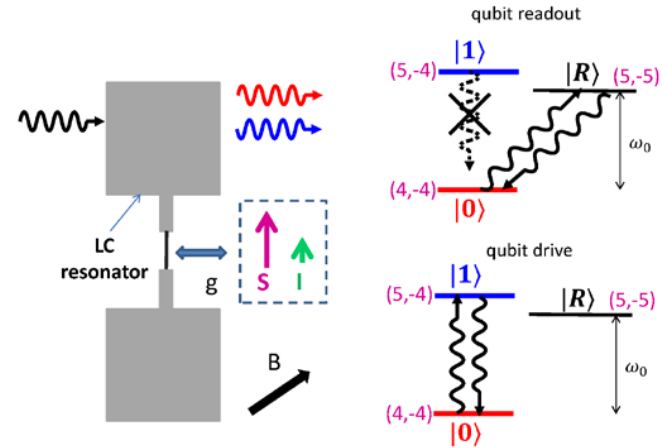 LC
resonator
g
S
I
B
qubit readout
|1⟩
(5,-4)
|R⟩
(5,-5)
ω₀
(4,-4)
|0⟩
qubit drive
|1⟩
(5,-4)
|R⟩
(5,-5)
ω₀
(4,-4)
|0⟩